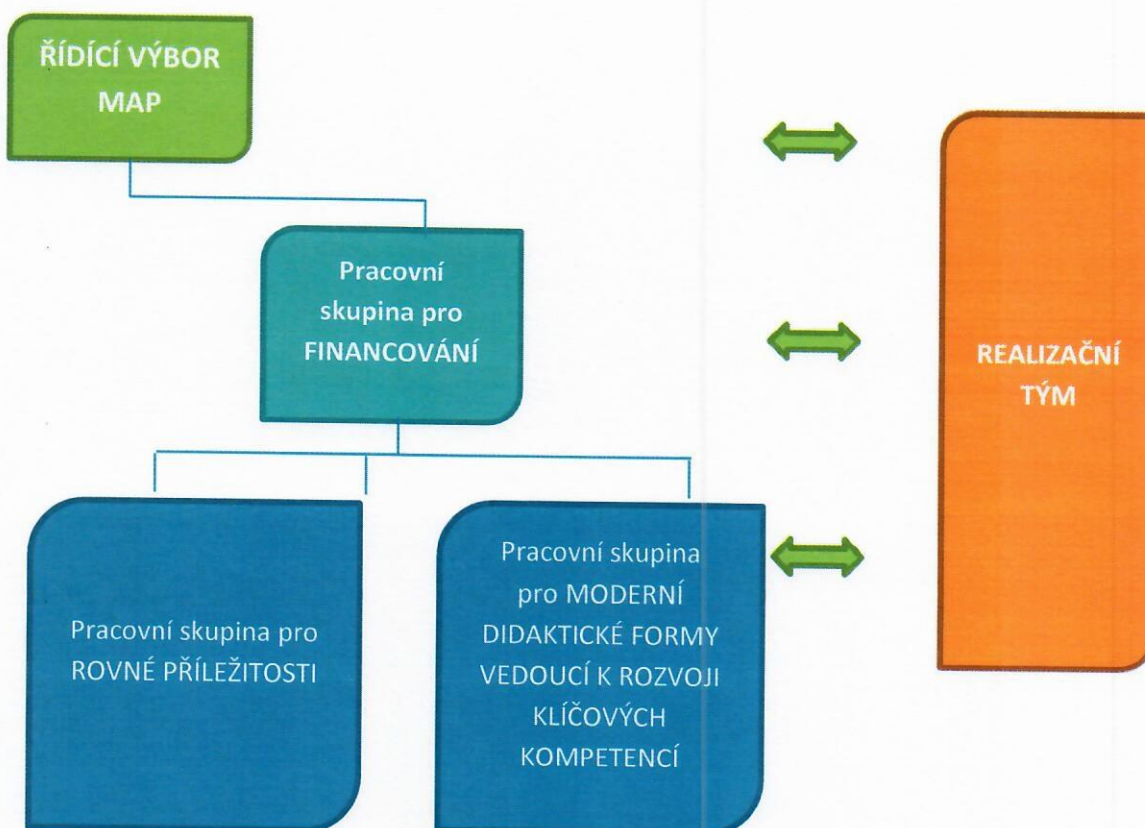 ŘÍDÍCÍ VÝBOR
MAP
Pracovní
skupina pro
FINANCOVÁNÍ
REALIZAČNÍ
TÝM
Pracovní skupina pro
ROVNÉ PŘÍLEŽITOSTI
Pracovní skupina
pro MODERNÍ
DIDAKTICKÉ FORMY
VEDOUCÍ K ROZVOJI
KLÍČOVÝCH
KOMPETENCÍ